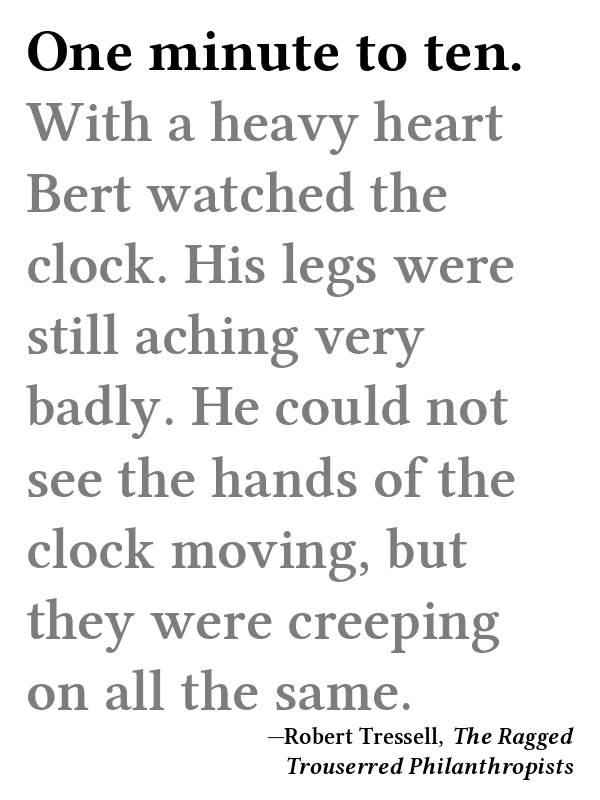 One minute to ten.
With a heavy heart
Bert watched the
clock. His legs were
still aching very
badly. He could not
see the hands of the
clock moving, but
they were creeping
on all the same.
—Robert Tressell, The Ragged
Trouserred Philanthropists